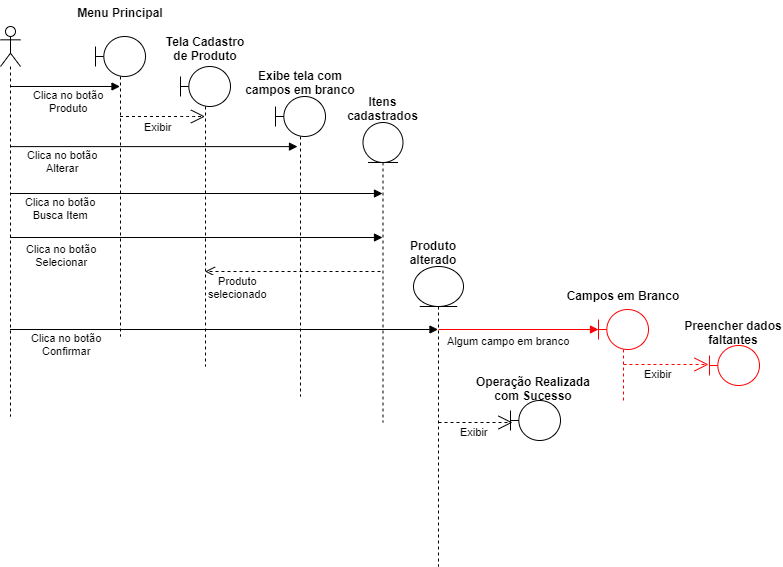 Menu Principal
Tela Cadastro
de Produto
Exibe tela com
campos em branco
Itens
cadastrados
Clica no botão
Produto
Exibir
Clica no botão
Alterar
Clica no botão
Busca Item
Clica no botão
Selecionar
Produto
alterado
Produto
selecionado
Campos em Branco
Preencher dados
faltantes
Clica no botão
Confirmar
Algum campo em branco
Exibir
Operação Realizada
com Sucesso
Exibir